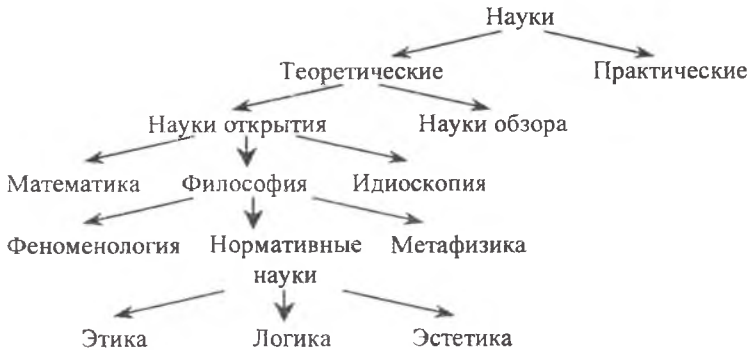 Науки
Теоретические Практические
Науки открытия Науки обзора
Математика Философия Идиоскопия
Феноменология Нормативные науки Метафизика
Этика Логика Эстетика